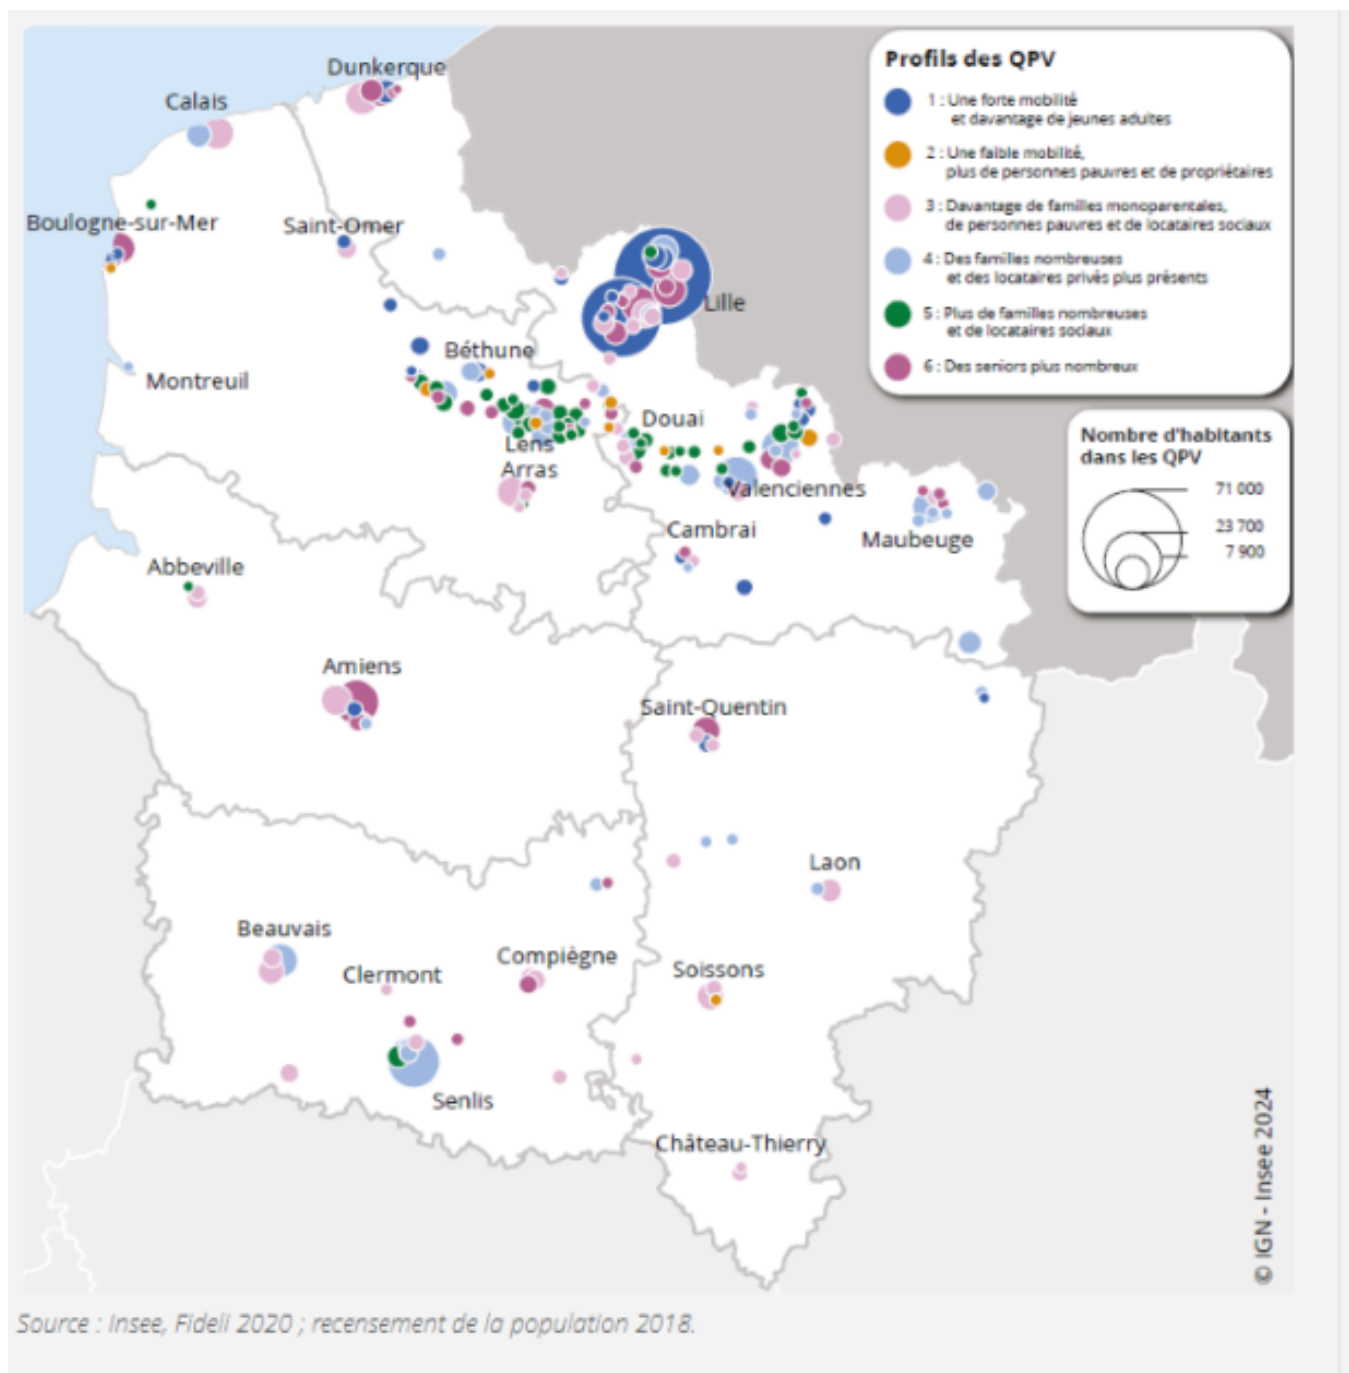 Profils des QPV
1 : Une forte mobilité
et davantage de jeunes adultes
2 : Une faible mobilité,
plus de personnes pauvres et de propriétaires
3 : Davantage de familles monoparentales,
de personnes pauvres et de locataires sociaux
4 : Des familles nombreuses
et des locataires privés plus présents
5 : Plus de familles nombreuses
et de locataires sociaux
6 : Des seniors plus nombreux
Nombre d'habitants
dans les QPV
71 000
23 700
7 900
Dunkerque
Calais
Boulogne-sur-Mer
Saint-Omer
Lille
Béthune
Montreuil
Douai
Lens
Arras
Valenciennes
Cambrai
Maubeuge
Abbeville
Amiens
Saint-Quentin
Laon
Beauvais
Clermont
Compiègne
Soissons
Senlis
Château-Thierry
© IGN - Insee 2024
Source : Insee, Fideli 2020 ; recensement de la population 2018.